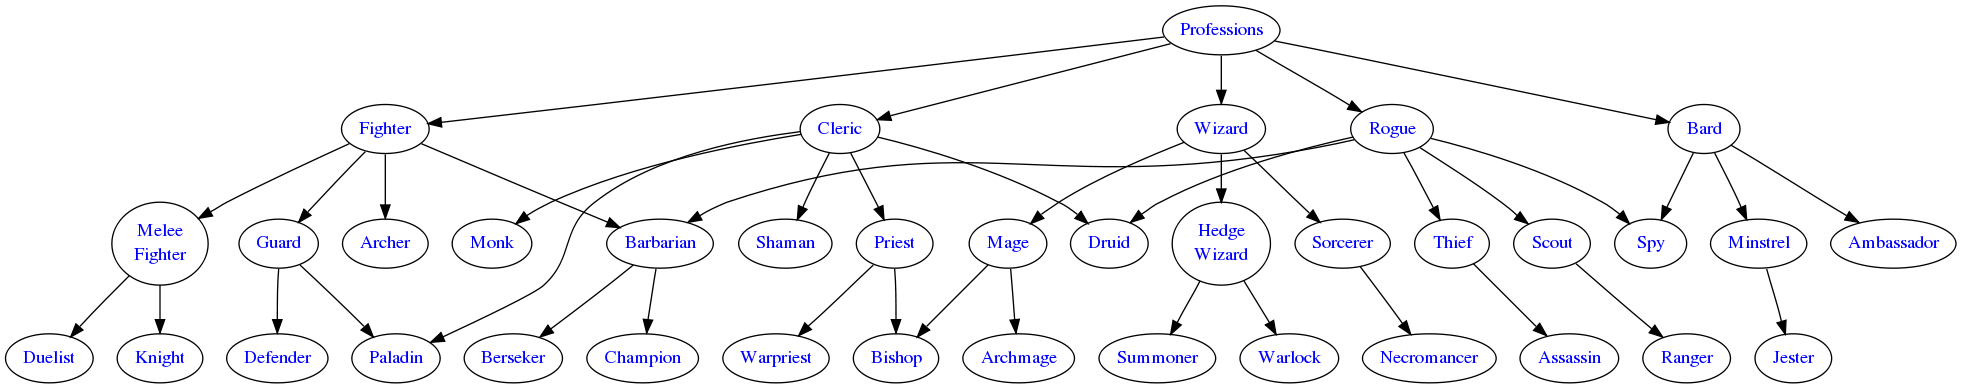 Professions
Fighter
Cleric
Wizard
Rogue
Bard
Melee
Fighter
Guard
Archer
Monk
Barbarian
Shaman
Priest
Mage
Druid
Hedge
Wizard
Sorcerer
Thief
Scout
Spy
Minstrel
Ambassador
Duelist
Knight
Defender
Paladin
Berseker
Champion
Warpriest
Bishop
Archmage
Summoner
Warlock
Necromancer
Assassin
Ranger
Jester